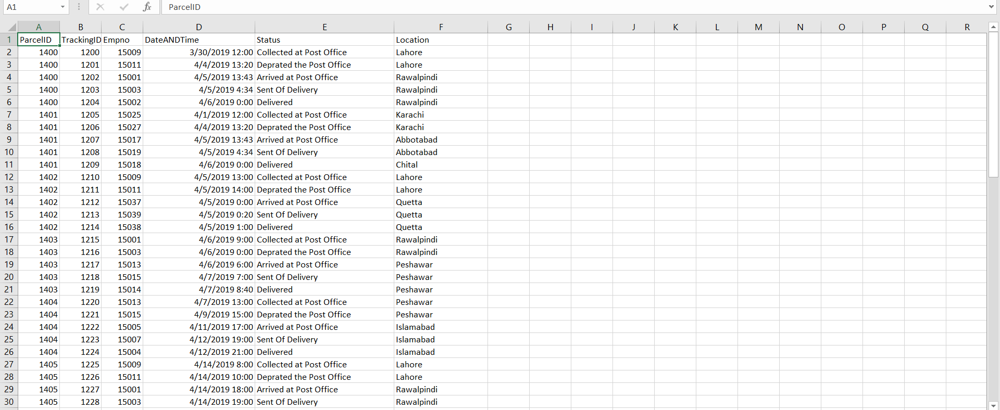 A1 fx ParcelID
A B C D E F G H I J K L M N O P Q R
1 ParcelID TrackingID Empno DateANDTime Status Location
2 1400 1200 15009 3/30/2019 12:00 Collected at Post Office Lahore
3 1400 1201 15011 4/4/2019 13:20 Deprated the Post Office Lahore
4 1400 1202 15001 4/5/2019 13:43 Arrived at Post Office Rawalpindi
5 1400 1203 15003 4/5/2019 4:34 Sent Of Delivery Rawalpindi
6 1400 1204 15002 4/6/2019 0:00 Delivered Rawalpindi
7 1401 1205 15025 4/1/2019 12:00 Collected at Post Office Karachi
8 1401 1206 15027 4/4/2019 13:20 Deprated the Post Office Karachi
9 1401 1207 15017 4/5/2019 13:43 Arrived at Post Office Abbotabad
10 1401 1208 15019 4/5/2019 4:34 Sent Of Delivery Abbotabad
11 1401 1209 15018 4/6/2019 0:00 Delivered Chital
12 1402 1210 15009 4/5/2019 13:00 Collected at Post Office Lahore
13 1402 1211 15011 4/5/2019 14:00 Deprated the Post Office Lahore
14 1402 1212 15037 4/5/2019 0:00 Arrived at Post Office Quetta
15 1402 1213 15039 4/5/2019 0:20 Sent Of Delivery Quetta
16 1402 1214 15038 4/5/2019 1:00 Delivered Quetta
17 1403 1215 15001 4/6/2019 9:00 Collected at Post Office Rawalpindi
18 1403 1216 15003 4/6/2019 0:00 Deprated the Post Office Rawalpindi
19 1403 1217 15013 4/6/2019 6:00 Arrived at Post Office Peshawar
20 1403 1218 15015 4/7/2019 7:00 Sent Of Delivery Peshawar
21 1403 1219 15014 4/7/2019 8:40 Delivered Peshawar
22 1404 1220 15013 4/7/2019 13:00 Collected at Post Office Peshawar
23 1404 1221 15015 4/9/2019 15:00 Deprated the Post Office Peshawar
24 1404 1222 15005 4/11/2019 17:00 Arrived at Post Office Islamabad
25 1404 1223 15007 4/12/2019 19:00 Sent Of Delivery Islamabad
26 1404 1224 15004 4/12/2019 21:00 Delivered Islamabad
27 1405 1225 15009 4/14/2019 8:00 Collected at Post Office Lahore
28 1405 1226 15011 4/14/2019 10:00 Deprated the Post Office Lahore
29 1405 1227 15001 4/14/2019 18:00 Arrived at Post Office Rawalpindi
30 1405 1228 15003 4/14/2019 19:00 Sent Of Delivery Rawalpindi